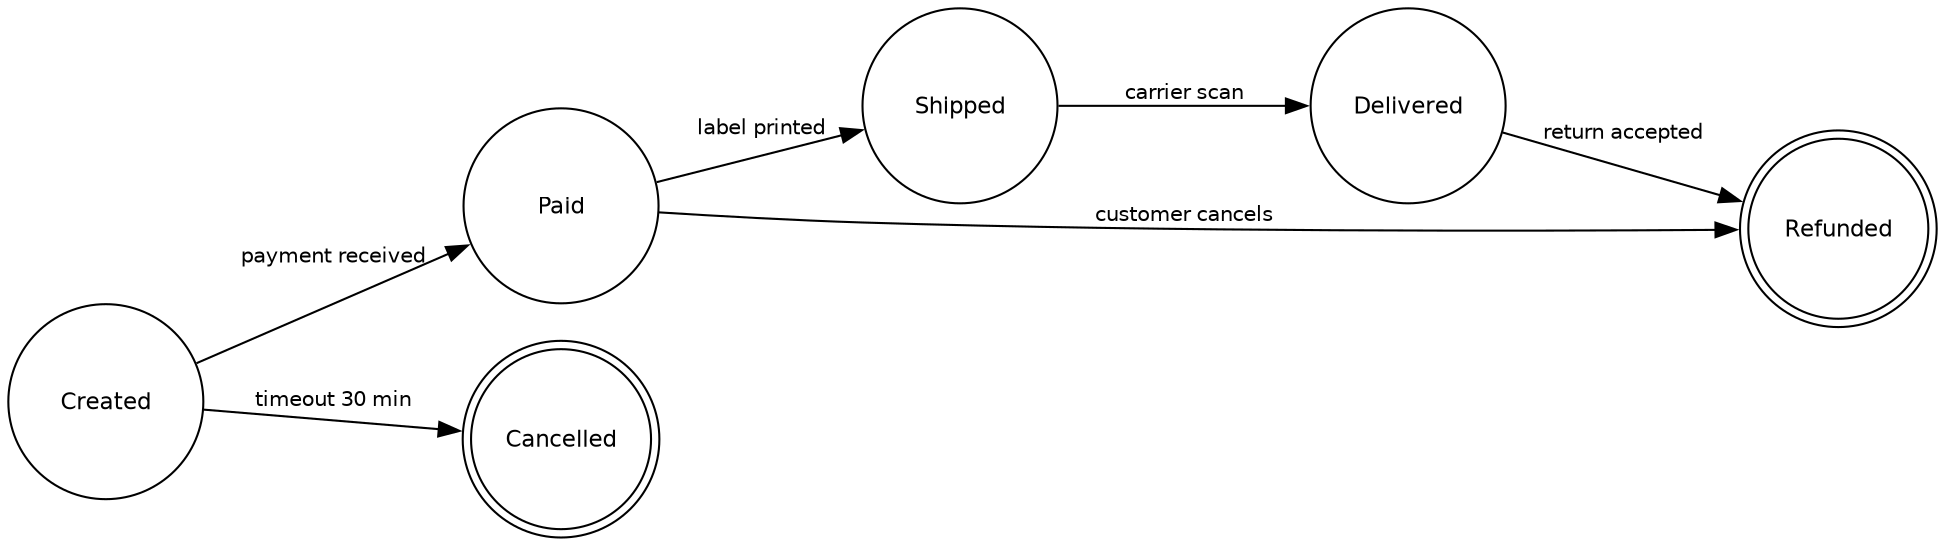 Created
payment received
timeout 30 min
Paid
Cancelled
label printed
customer cancels
Shipped
carrier scan
Delivered
return accepted
Refunded